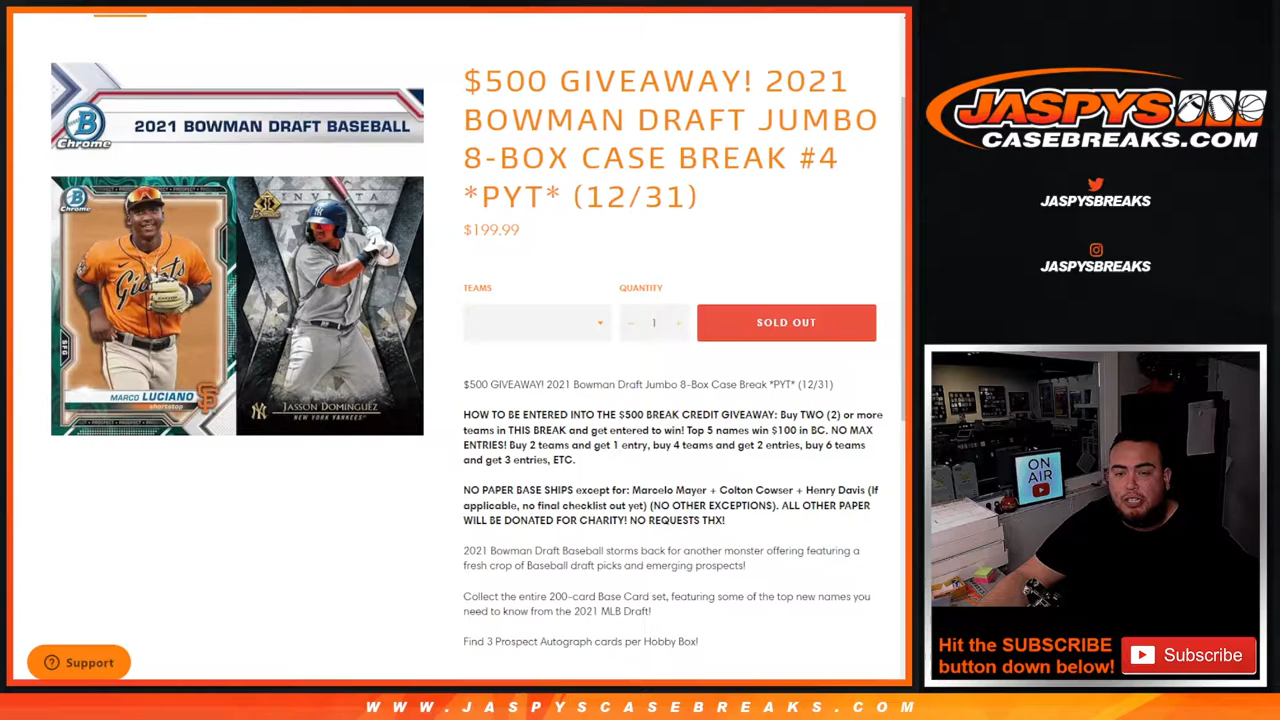 Chrome
2021 BOWMAN DRAFT BASEBALL
Chrome
SFG
MARCO LUCIANO
shortstop
Giants
INVICTA
JASSON DOMINGUEZ
NEW YORK YANKEES
$500 GIVEAWAY! 2021
BOWMAN DRAFT JUMBO
8-BOX CASE BREAK #4
*PYT* (12/31)
$199.99
TEAMS
QUANTITY
− 1 +
SOLD OUT
$500 GIVEAWAY! 2021 Bowman Draft Jumbo 8-Box Case Break *PYT* (12/31)
HOW TO BE ENTERED INTO THE $500 BREAK CREDIT GIVEAWAY: Buy TWO (2) or more
teams in THIS BREAK and get entered to win! Top 5 names win $100 in BC. NO MAX
ENTRIES! Buy 2 teams and get 1 entry, buy 4 teams and get 2 entries, buy 6 teams
and get 3 entries, ETC.
NO PAPER BASE SHIPS except for: Marcelo Mayer + Colton Cowser + Henry Davis (If
applicable, no final checklist out yet) (NO OTHER EXCEPTIONS). ALL OTHER PAPER
WILL BE DONATED FOR CHARITY! NO REQUESTS THX!
2021 Bowman Draft Baseball storms back for another monster offering featuring a
fresh crop of Baseball draft picks and emerging prospects!
Collect the entire 200-card Base Card set, featuring some of the top new names you
need to know from the 2021 MLB Draft!
Find 3 Prospect Autograph cards per Hobby Box!
Support
JASPYS
CASEBREAKS.COM
JASPYSBREAKS
JASPYSBREAKS
ON
AIR
Hit the SUBSCRIBE
button down below!
Subscribe
WWW.JASPYSCASEBREAKS.COM